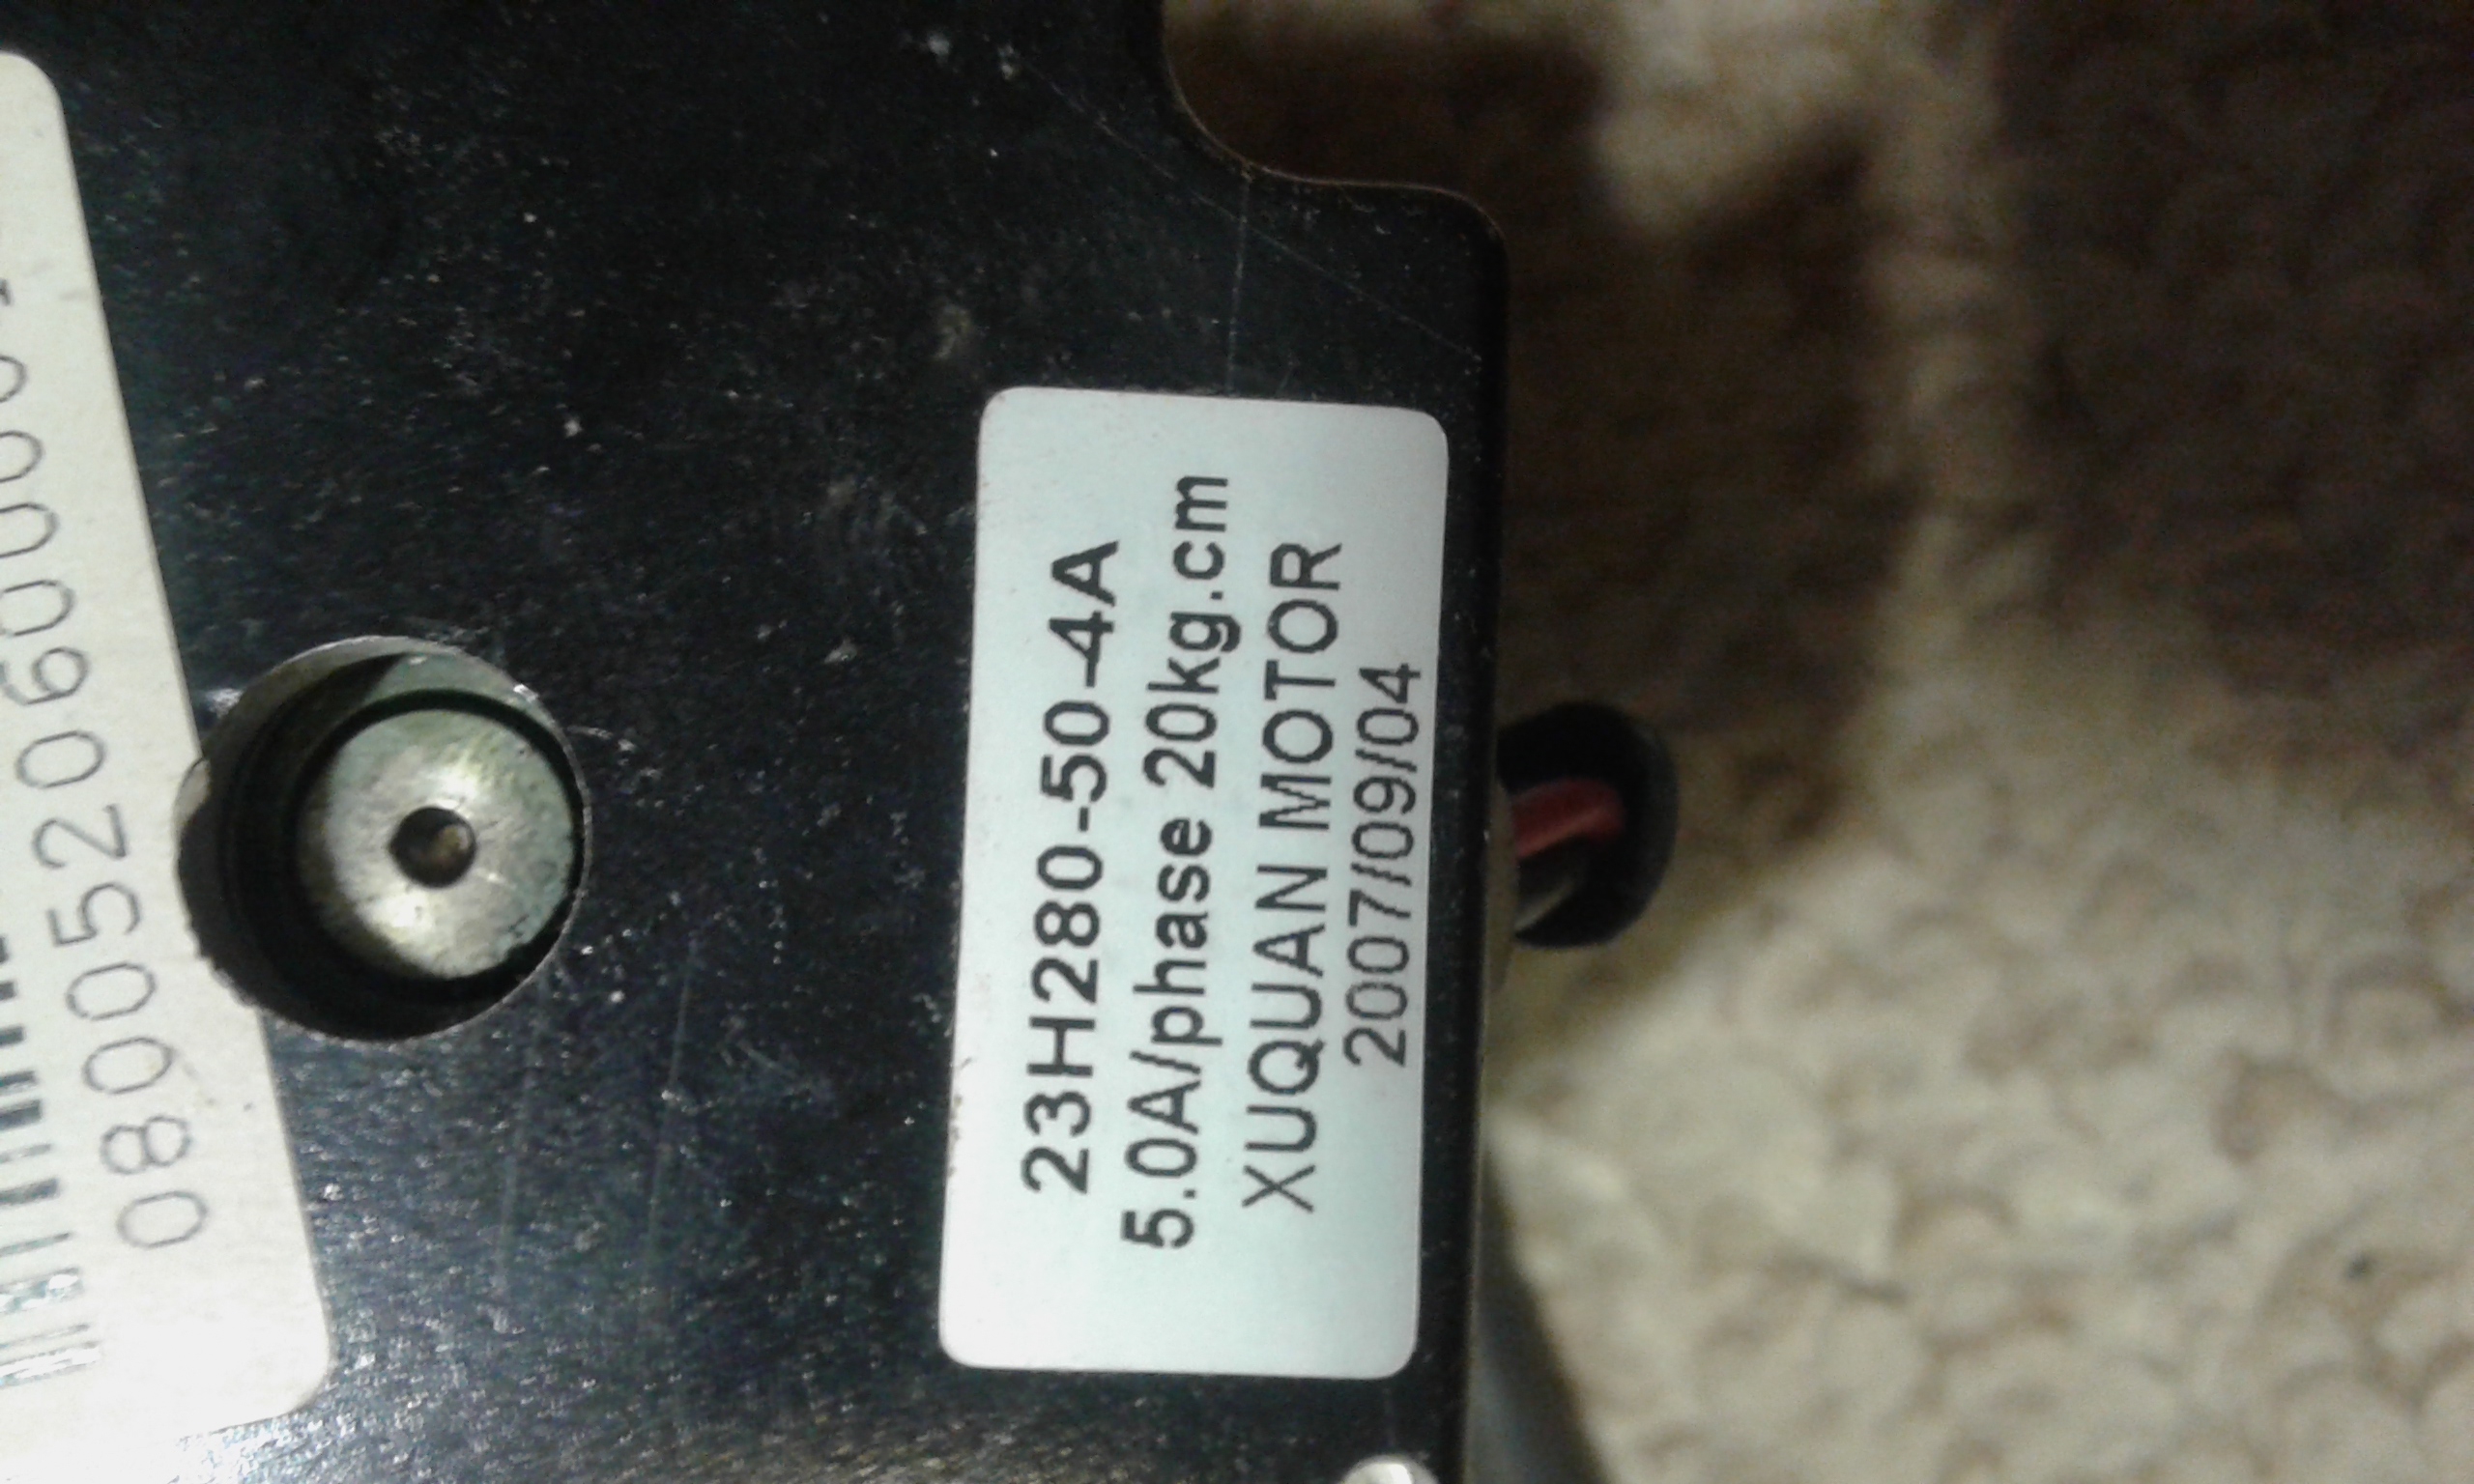 23H280-50-4A
5.0A/phase 20kg.cm
XUQUAN MOTOR
2007/09/04